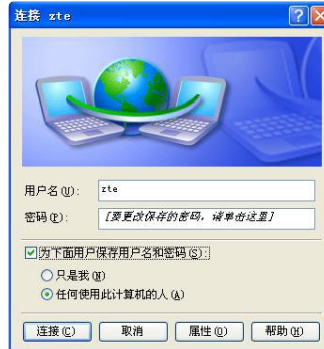 连接 zte
用户名(U): zte
密码(P): [要更改保存的密码，请单击这里]
为下面用户保存用户名和密码(S):
只是我(N)
任何使用此计算机的人(A)
连接(C) 取消 属性(O) 帮助(H)